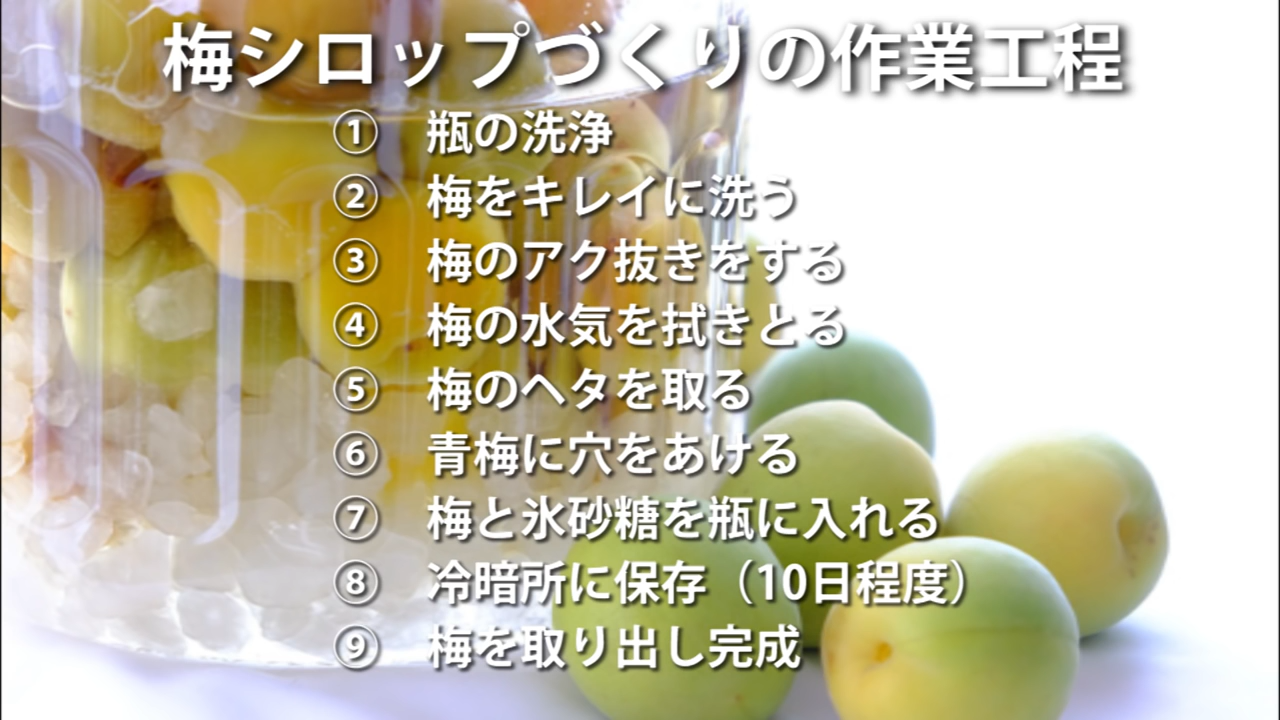 梅シロップづくりの作業工程
① 瓶の洗浄
② 梅をキレイに洗う
③ 梅のアク抜きをする
④ 梅の水気を拭きとる
⑤ 梅のヘタを取る
⑥ 青梅に穴をあける
⑦ 梅と氷砂糖を瓶に入れる
⑧ 冷暗所に保存（10日程度）
⑨ 梅を取り出し完成